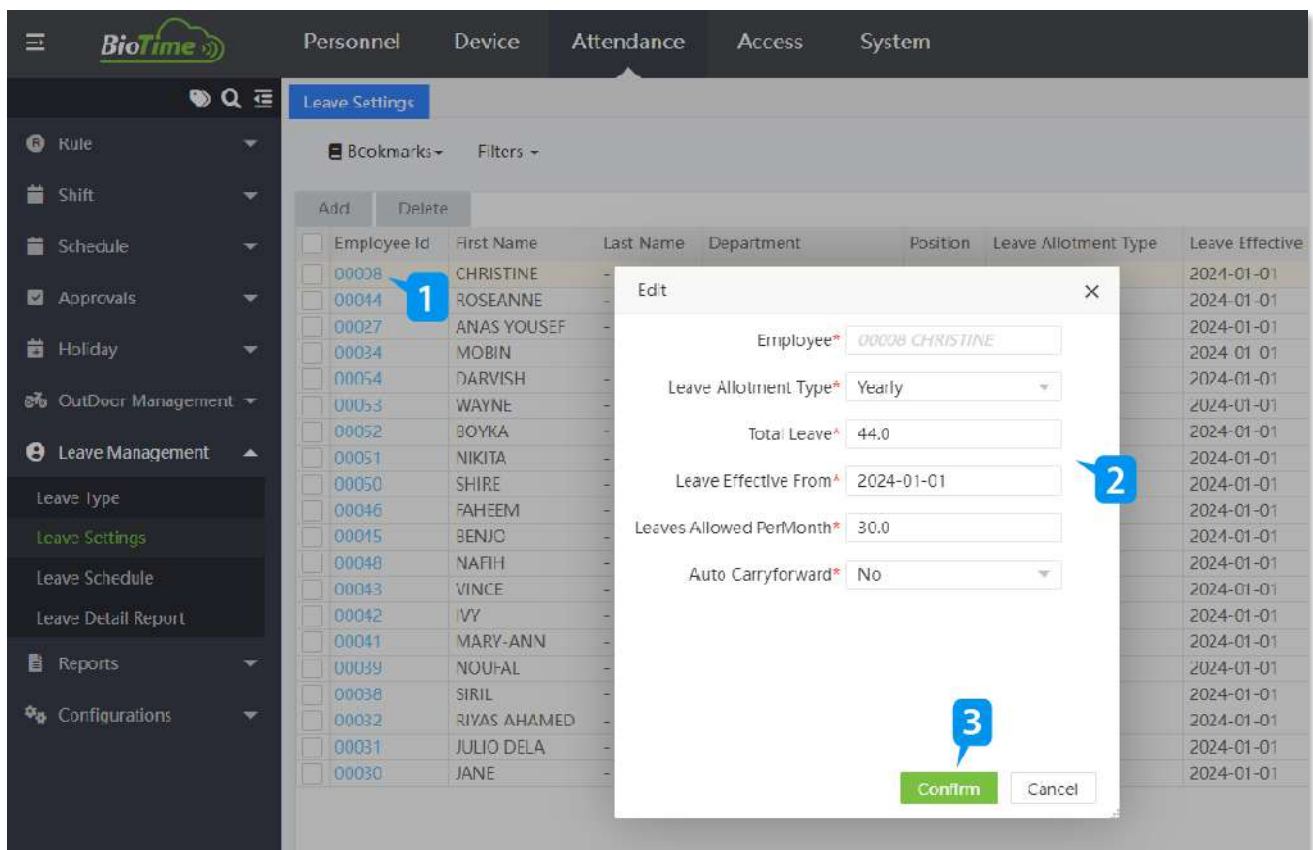 BioTime
Personnel Device Attendance Access System
Leave Settings
Rule
Bookmarks Filters
Shift
Add Delete
Schedule
Employee Id First Name Last Name Department Position Leave Allotment Type Leave Effective
00008 CHRISTINE - 2024-01-01
1
Approvals
00044 ROSEANNE - 2024-01-01
00027 ANAS YOUSEF - 2024-01-01
Holiday
00034 MOBIN 2024-01-01
00054 DARVISH - 2024-01-01
OutDoor Management
00053 WAYNE - 2024-01-01
00052 BOYKA - 2024-01-01
Leave Management
00051 NIKITA - 2024-01-01
00050 SHIRE - 2024-01-01
Leave Type
00046 FAHEEM - 2024-01-01
Leave Settings
00045 BENJO - 2024-01-01
00048 NAFIH - 2024-01-01
Leave Schedule
00043 VINCE - 2024-01-01
00042 IVY - 2024-01-01
Leave Detail Report
00041 MARY-ANN - 2024-01-01
Reports
00039 NOUFAL - 2024-01-01
00038 SIRIL - 2024-01-01
Configurations
00032 RIYAS AHAMED - 2024-01-01
00031 JULIO DELA - 2024-01-01
00030 JANE - 2024-01-01
Edit ×
Employee* 00008 CHRISTINE
Leave Allotment Type* Yearly
Total Leave* 44.0
2
Leave Effective From* 2024-01-01
Leaves Allowed PerMonth* 30.0
Auto Carryforward* No
3
Confirm Cancel